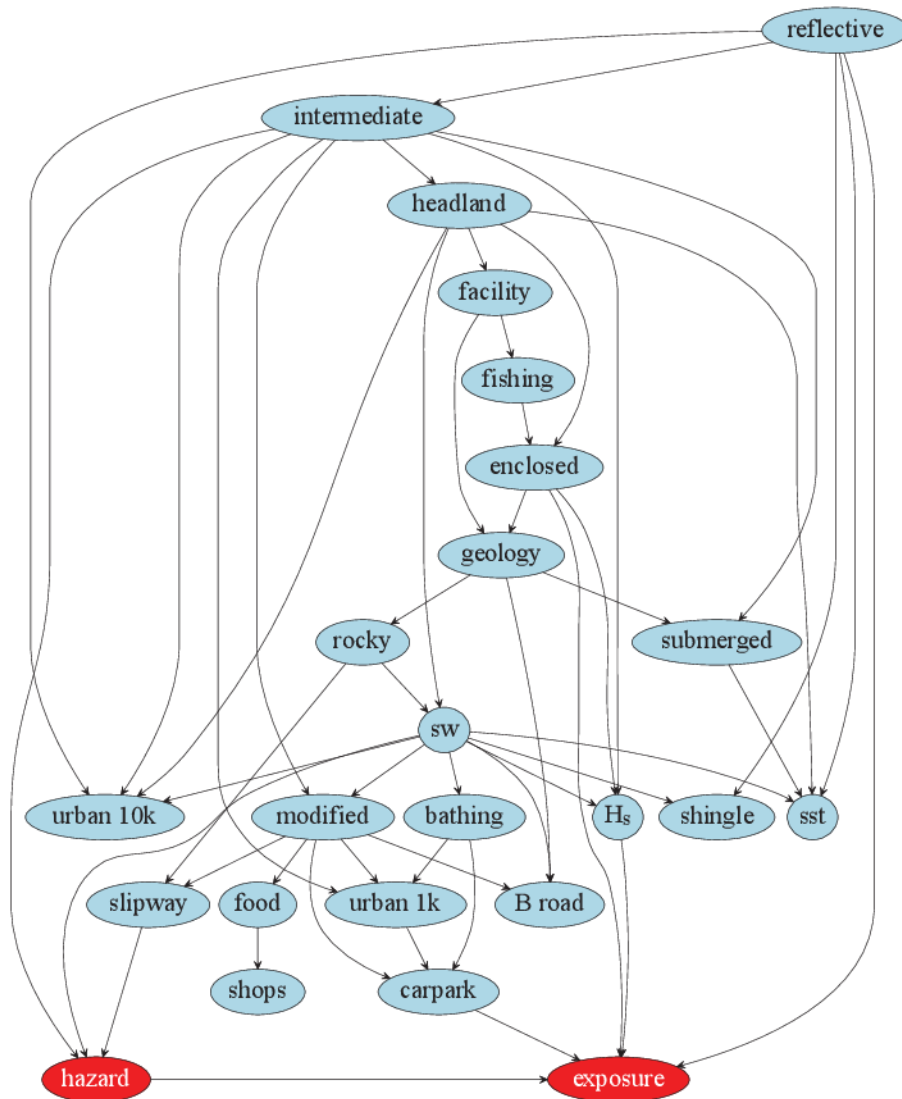 reflective
intermediate
headland
facility
fishing
enclosed
geology
rocky
submerged
sw
urban 10k
modified
bathing
Hs
shingle
sst
slipway
food
urban 1k
B road
shops
carpark
hazard
exposure